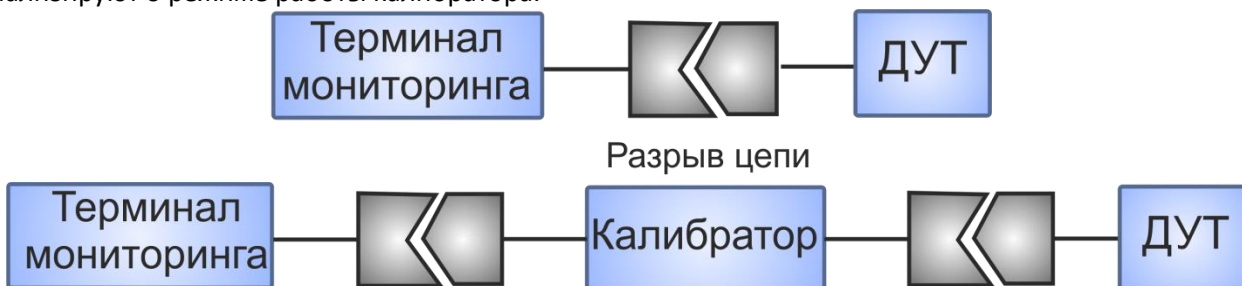 Терминал
мониторинга
ДУТ
Разрыв цепи
Терминал
мониторинга
Калибратор
ДУТ